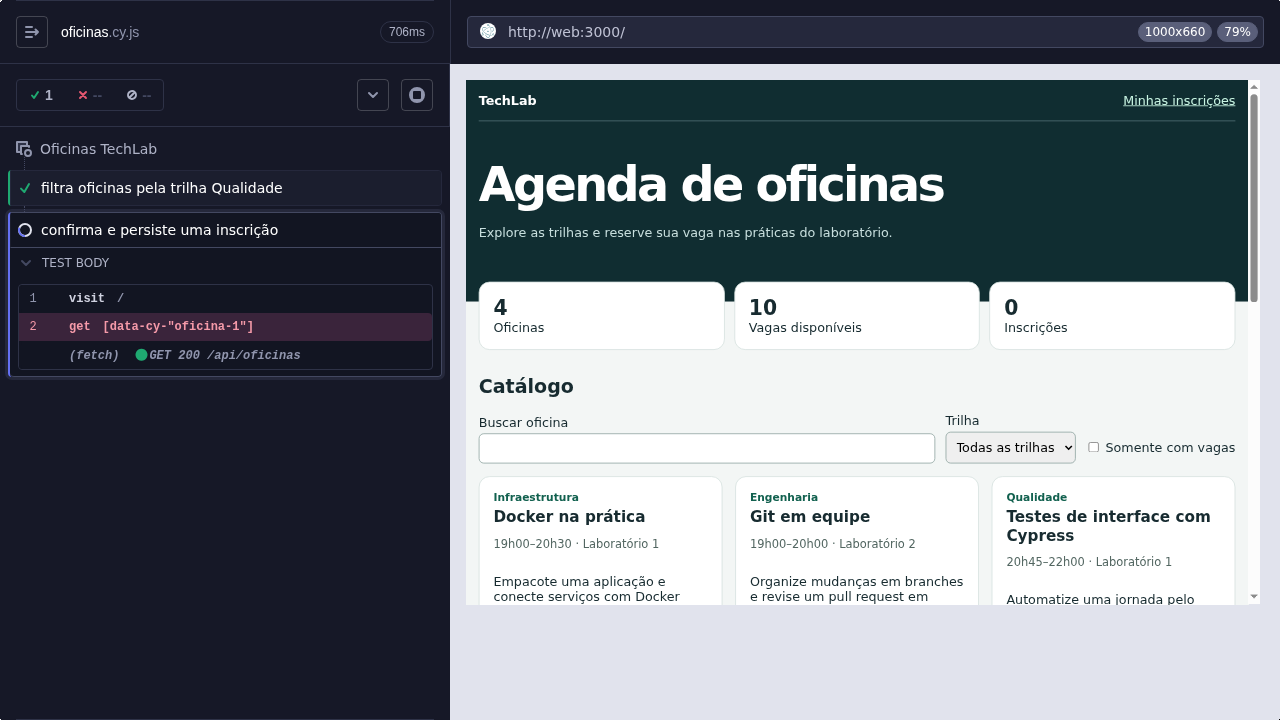 oficinas.cy.js
706ms
1 -- --
Oficinas TechLab
filtra oficinas pela trilha Qualidade
confirma e persiste uma inscrição
TEST BODY
1 visit /
2 get [data-cy-"oficina-1"]
(fetch) GET 200 /api/oficinas
http://web:3000/
1000x660 79%
TechLab
Minhas inscrições
Agenda de oficinas
Explore as trilhas e reserve sua vaga nas práticas do laboratório.
4
Oficinas
10
Vagas disponíveis
0
Inscrições
Catálogo
Buscar oficina
Trilha
Todas as trilhas
Somente com vagas
Infraestrutura
Docker na prática
19h00–20h30 · Laboratório 1
Empacote uma aplicação e
conecte serviços com Docker
Engenharia
Git em equipe
19h00–20h00 · Laboratório 2
Organize mudanças em branches
e revise um pull request em
Qualidade
Testes de interface com
Cypress
20h45–22h00 · Laboratório 1
Automatize uma jornada pelo